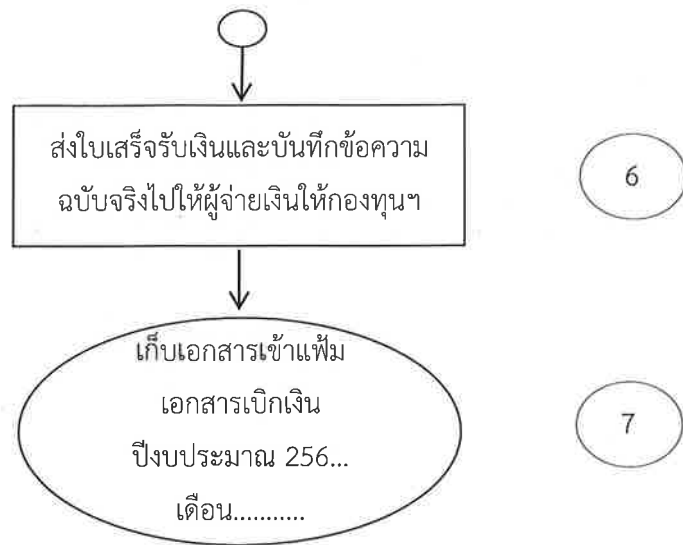 ส่งใบเสร็จรับเงินและบันทึกข้อความ
ฉบับจริงไปให้ผู้จ่ายเงินให้กองทุนฯ
6
เก็บเอกสารเข้าแฟ้ม
เอกสารเบิกเงิน
ปีงบประมาณ 256...
เดือน...........
7